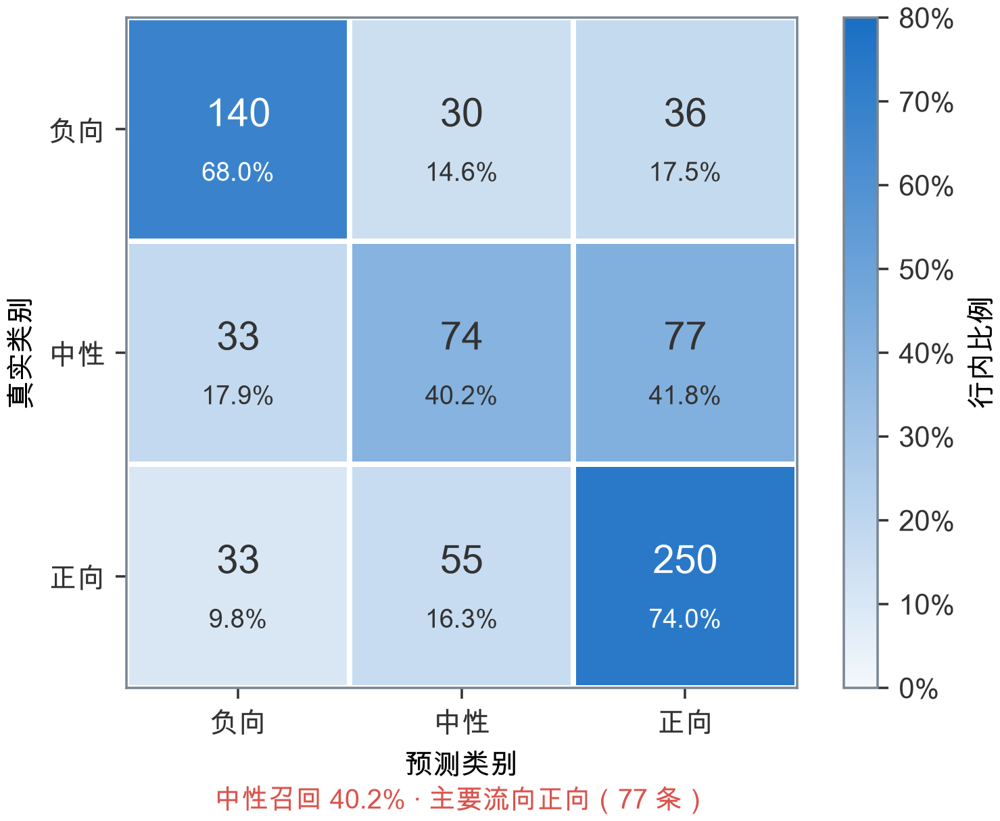 负向
140
30
36
68.0%
14.6%
17.5%
中性
33
74
77
17.9%
40.2%
41.8%
正向
33
55
250
9.8%
16.3%
74.0%
真实类别
负向
中性
正向
预测类别
中性召回 40.2% · 主要流向正向（77 条）
80%
70%
60%
50%
40%
30%
20%
10%
0%
行内比例